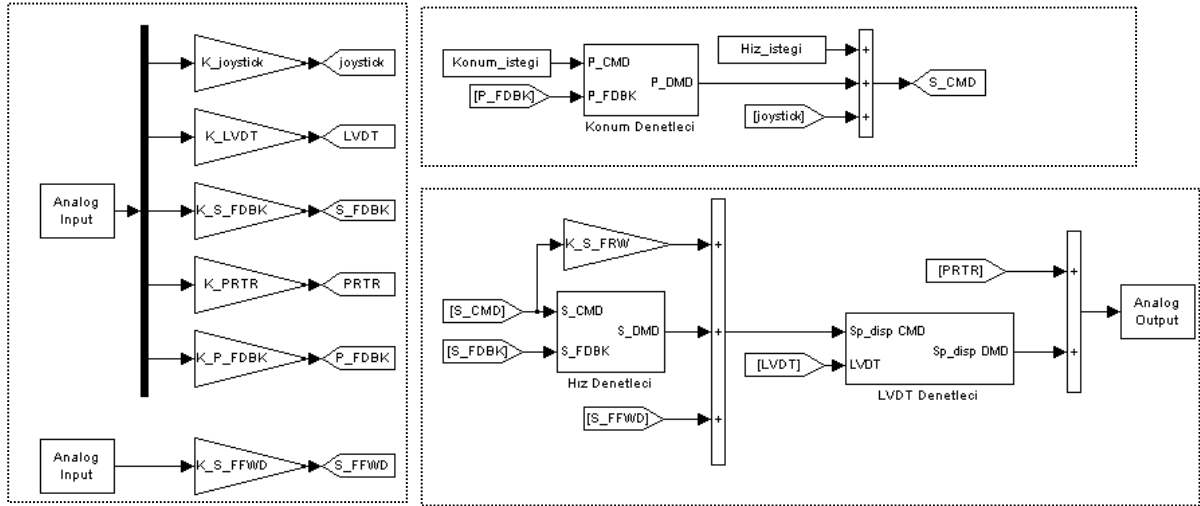 K_joystick
joystick
K_LVDT
LVDT
Analog
Input
K_S_FDBK
S_FDBK
K_PRTR
PRTR
K_P_FDBK
P_FDBK
Analog
Input
K_S_FFWD
S_FFWD
Konum_istegi
[P_FDBK]
P_CMD
P_FDBK
P_DMD
Konum Denetleci
Hiz_istegi
[joystick]
+
+
+
S_CMD
K_S_FRW
[S_CMD]
[S_FDBK]
S_CMD
S_FDBK
S_DMD
Hız Denetleci
[S_FFWD]
+
+
+
[LVDT]
Sp_disp CMD
LVDT
Sp_disp DMD
LVDT Denetleci
[PRTR]
+
+
Analog
Output